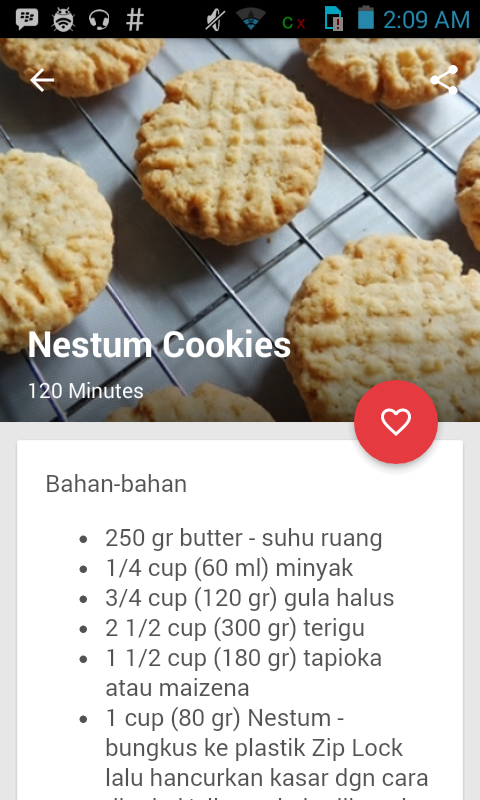 2:09 AM
Nestum Cookies
120 Minutes
Bahan-bahan
• 250 gr butter - suhu ruang
• 1/4 cup (60 ml) minyak
• 3/4 cup (120 gr) gula halus
• 2 1/2 cup (300 gr) terigu
• 1 1/2 cup (180 gr) tapioka
atau maizena
• 1 cup (80 gr) Nestum -
bungkus ke plastik Zip Lock
lalu hancurkan kasar dgn cara